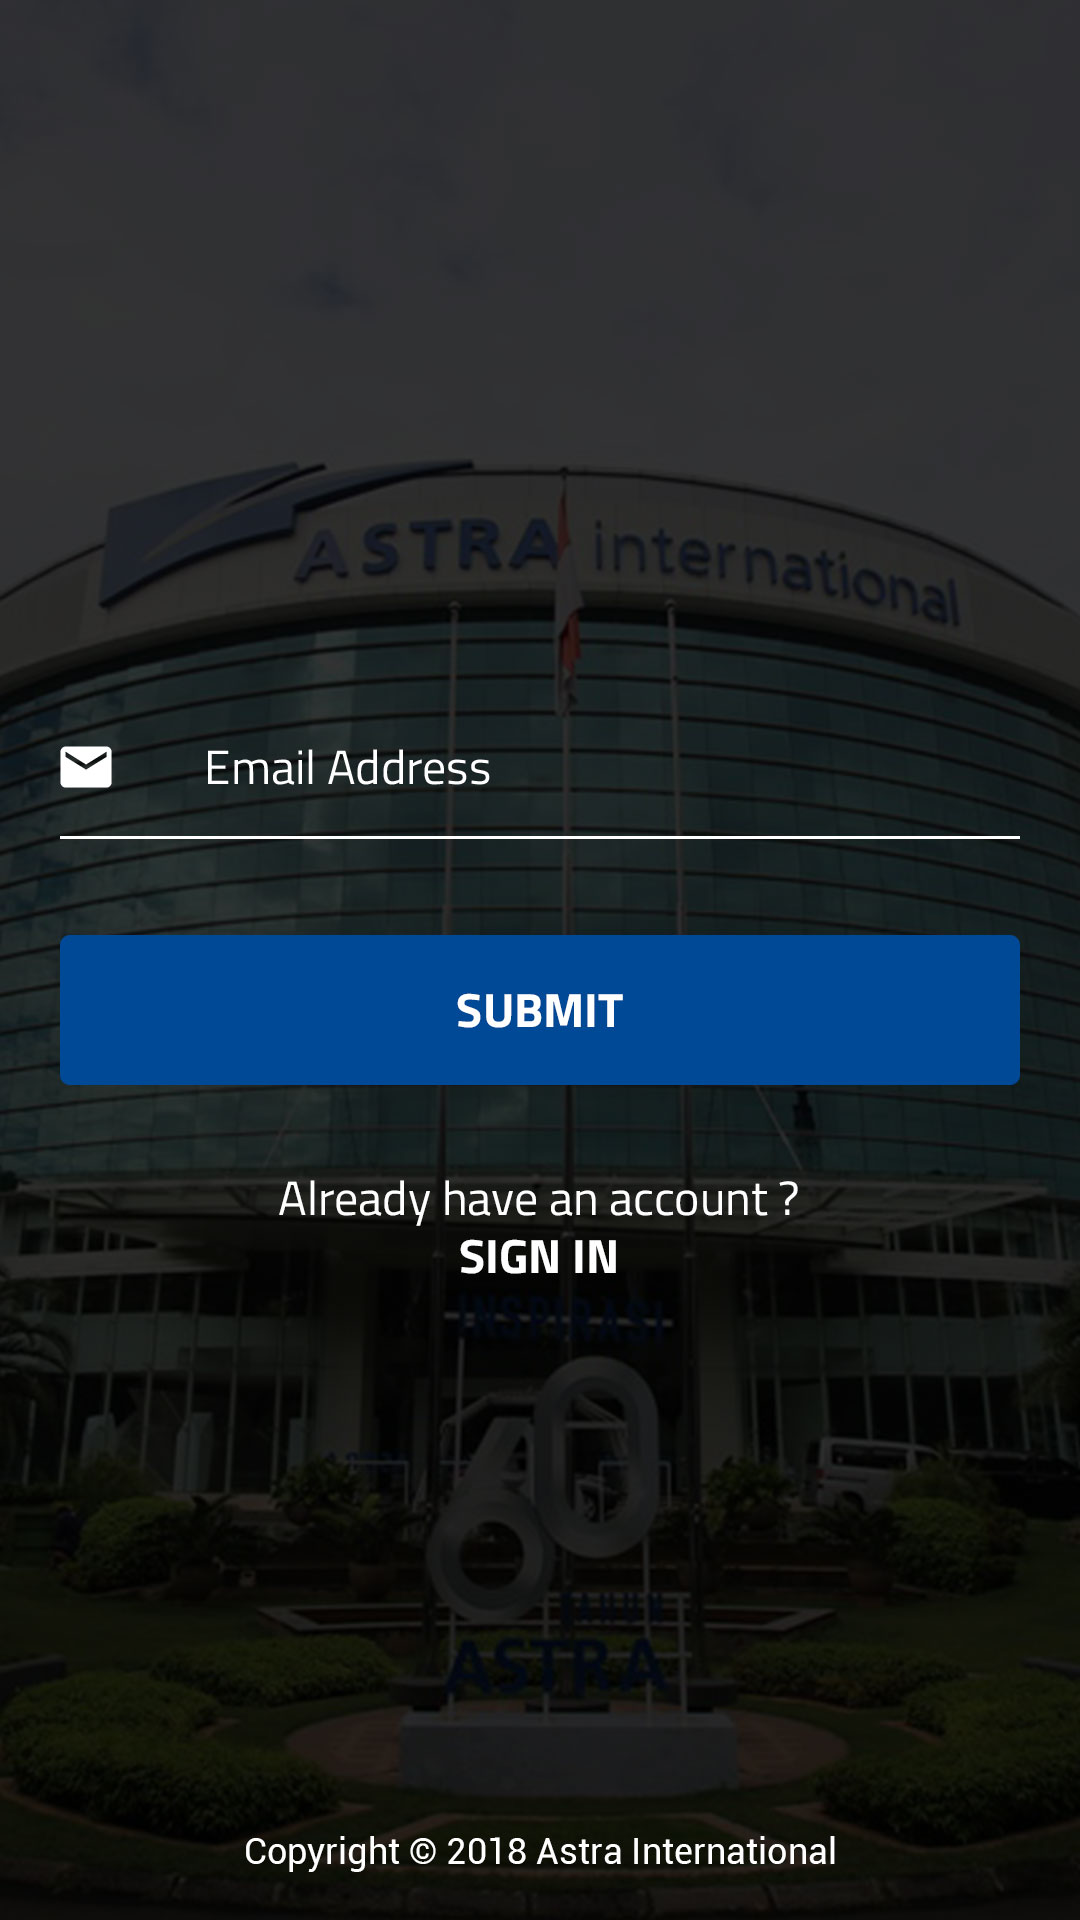 ASTRA international
Email Address
SUBMIT
Already have an account ?
SIGN IN
INSPIRASI
60
TAHUN
ASTRA
Copyright © 2018 Astra International